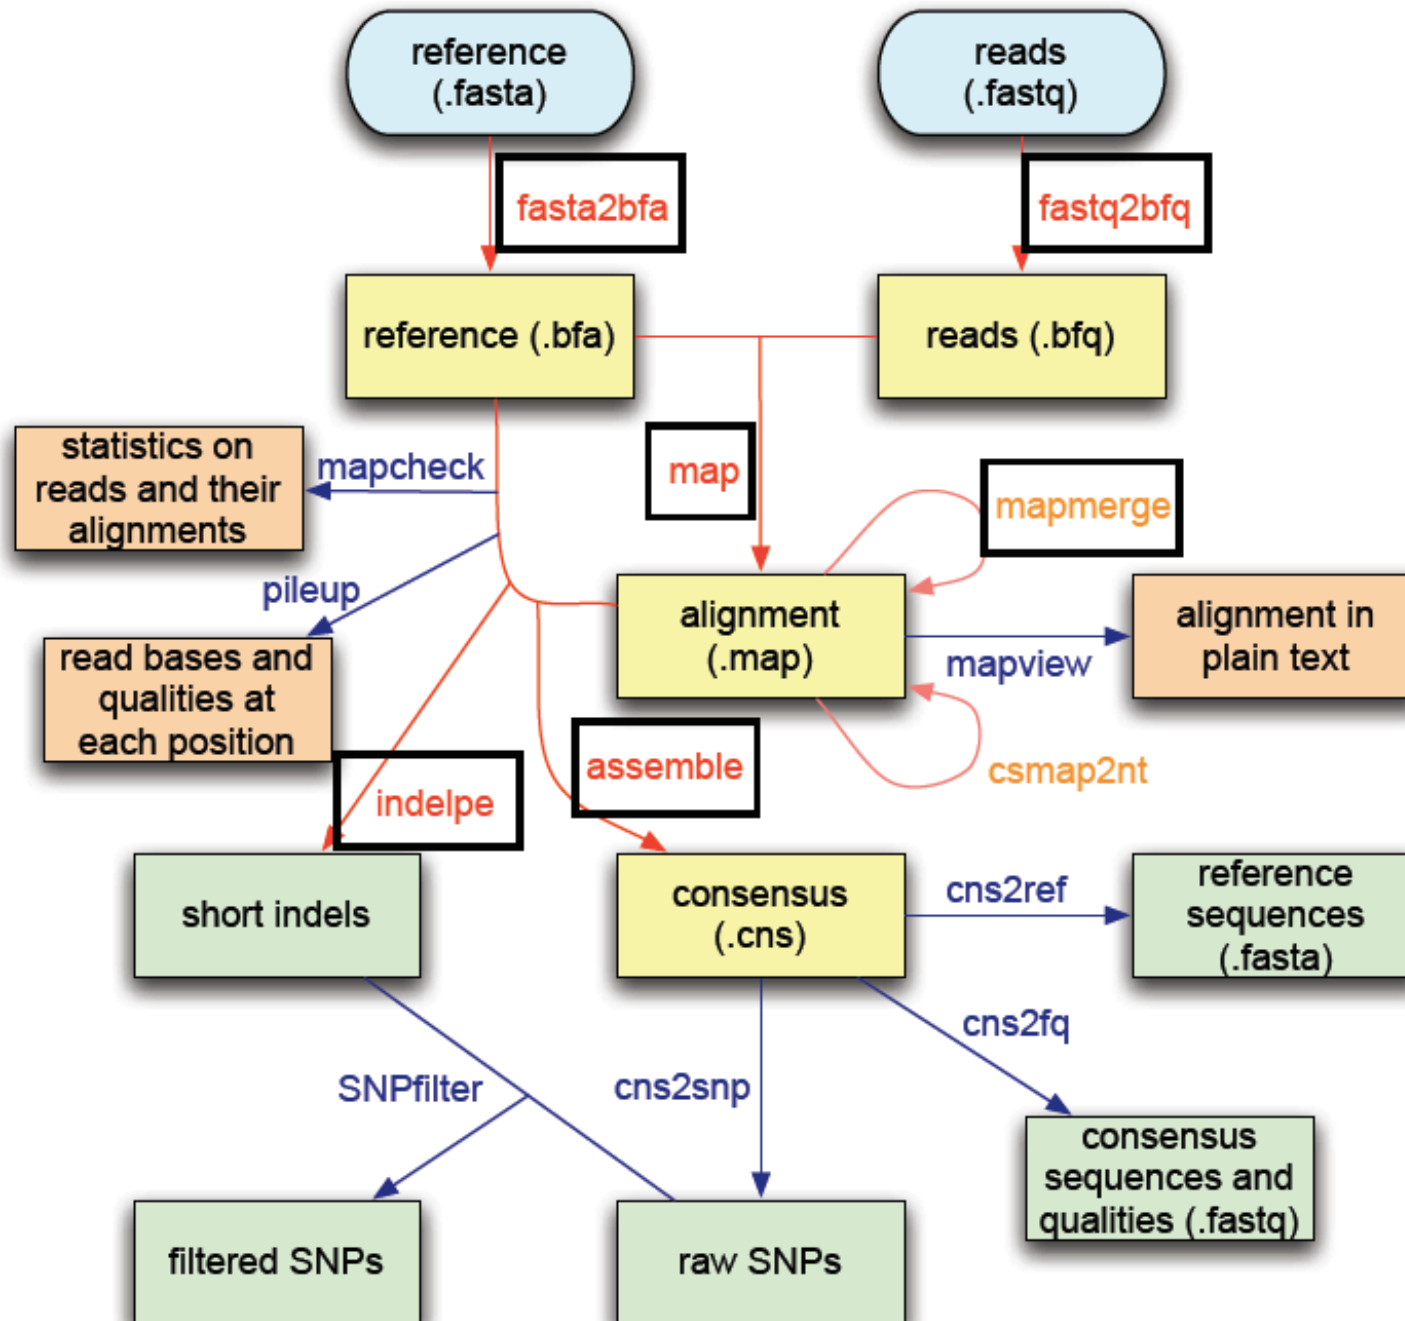 reference
(.fasta)
reads
(.fastq)
fasta2bfa
fastq2bfq
reference (.bfa)
reads (.bfq)
statistics on
reads and their
alignments
mapcheck
map
mapmerge
pileup
alignment
(.map)
mapview
alignment in
plain text
read bases and
qualities at
each position
indelpe
assemble
csmap2nt
short indels
consensus
(.cns)
cns2ref
reference
sequences
(.fasta)
cns2fq
SNPfilter
cns2snp
consensus
sequences and
qualities (.fastq)
filtered SNPs
raw SNPs